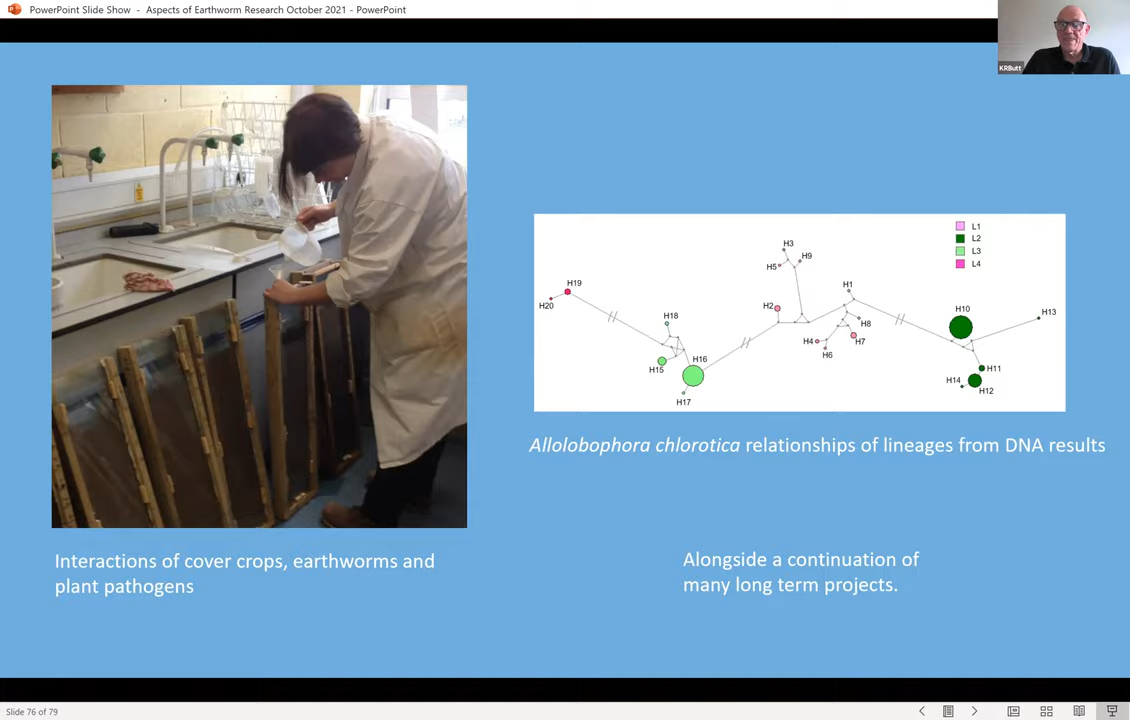 PowerPoint Slide Show - Aspects of Earthworm Research October 2021 - PowerPoint
KRButt
L1
L2
L3
L4
H3
H9
H5
H19
H20
H1
H2
H18
H10
H13
H8
H4
H7
H6
H16
H15
H11
H14
H12
H17
Allolobophora chlorotica relationships of lineages from DNA results
Interactions of cover crops, earthworms and
plant pathogens
Alongside a continuation of
many long term projects.
Slide 76 of 79